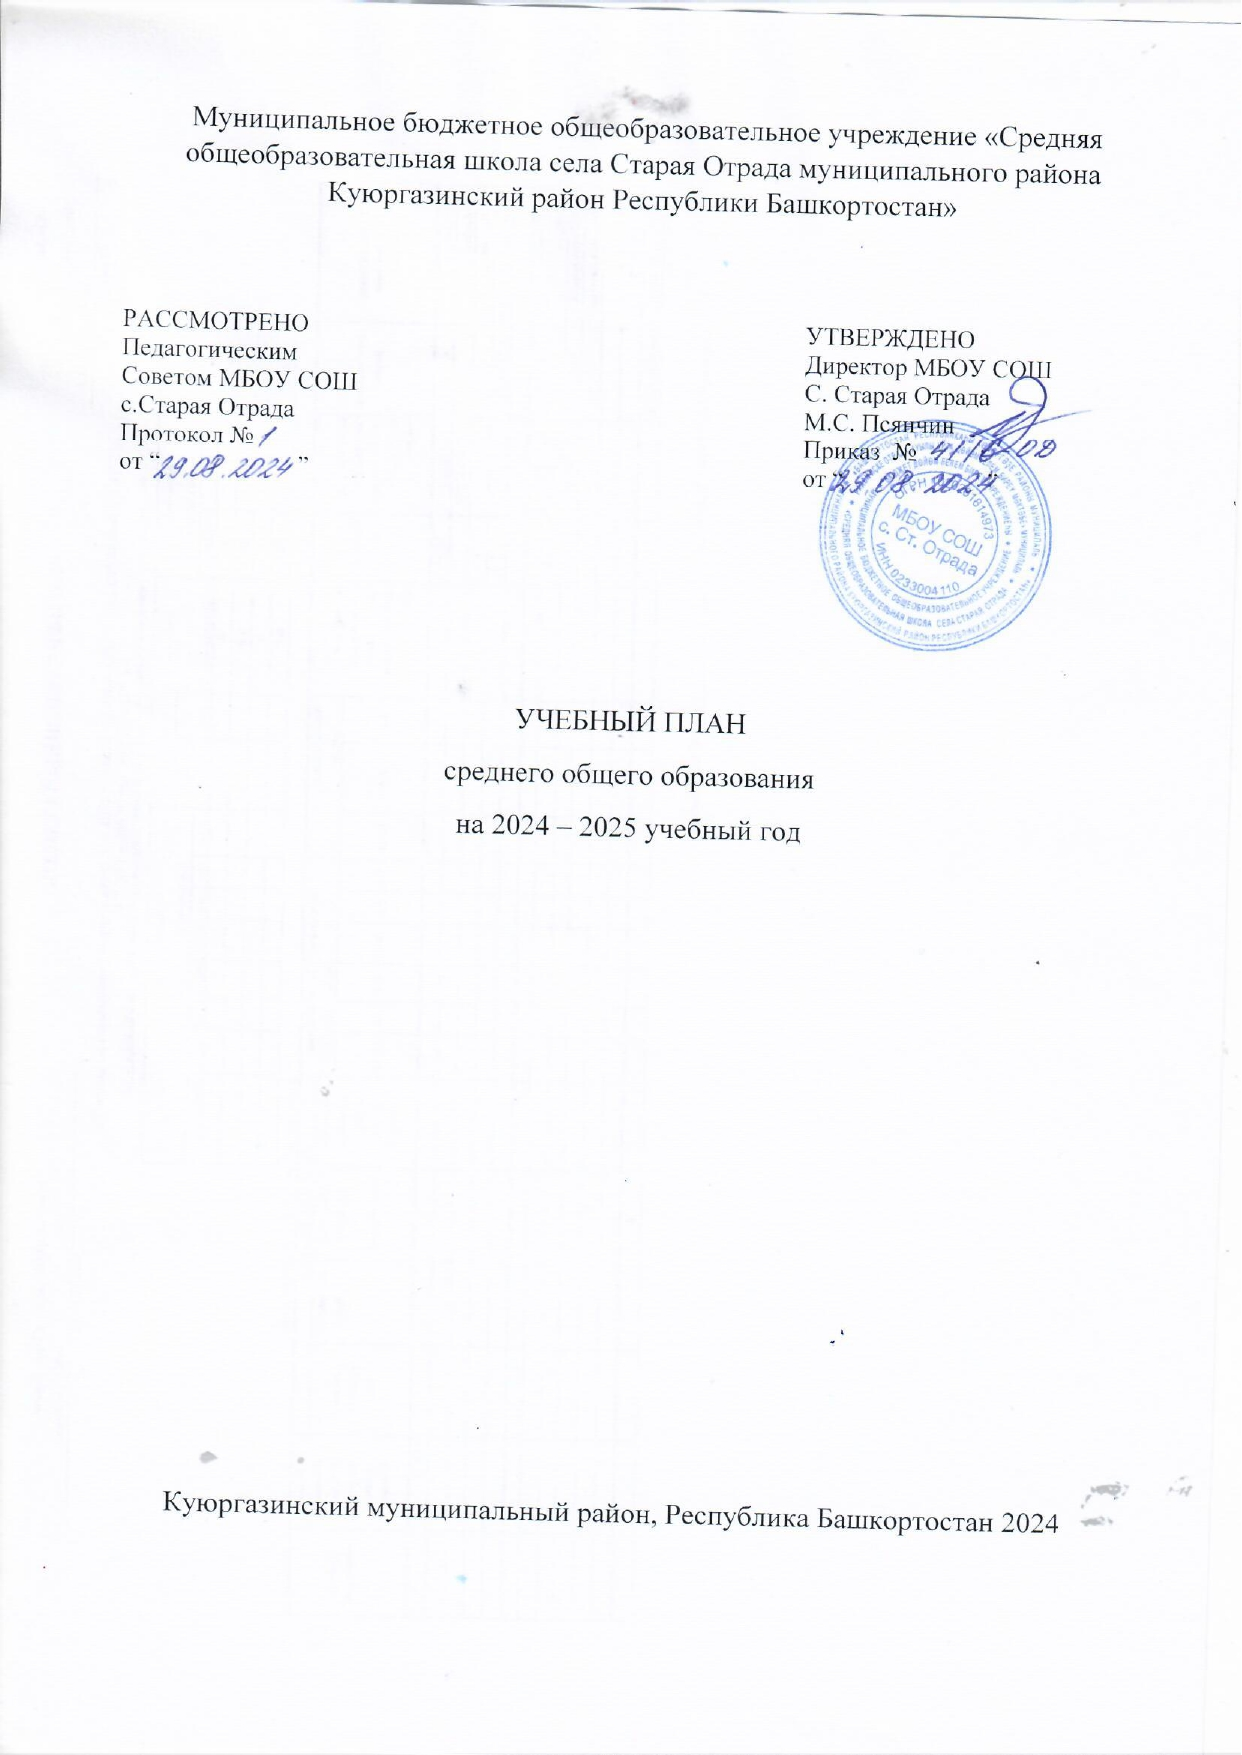 Муниципальное бюджетное общеобразовательное учреждение «Средняя
общеобразовательная школа села Старая Отрада муниципального района
Куюргазинский район Республики Башкортостан»
РАССМОТРЕНО
Педагогическим
Советом МБОУ СОШ
с.Старая Отрада
Протокол № 1
от “29.08.2024”
УТВЕРЖДЕНО
Директор МБОУ СОШ
С. Старая Отрада
М.С. Псянчин
Приказ №
от “29 08 2024”
МБОУ СОШ
с. Ст. Отрада
ИНН 0233004110
УЧЕБНЫЙ ПЛАН
среднего общего образования
на 2024 – 2025 учебный год
Куюргазинский муниципальный район, Республика Башкортостан 2024